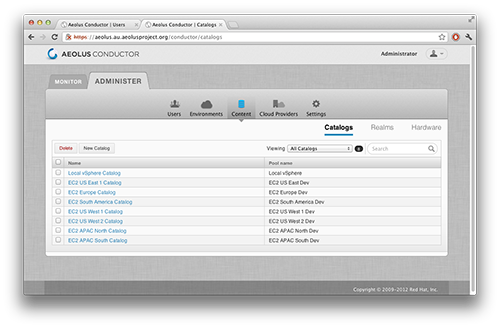 Aeolus Conductor | Users
Aeolus Conductor | Catalogs
https://aeolus.au.aeolusproject.org/conductor/catalogs
AEOLUS CONDUCTOR
Administrator
MONITOR
ADMINISTER
Users
Environments
Content
Cloud Providers
Settings
Catalogs
Realms
Hardware
Delete
New Catalog
Viewing
All Catalogs
Search
Name
Pool name
Local vSphere Catalog
Local vSphere
EC2 US East 1 Catalog
EC2 US East Dev
EC2 Europe Catalog
EC2 Europe Dev
EC2 South America Catalog
EC2 South America Dev
EC2 US West 1 Catalog
EC2 US West 1 Dev
EC2 US West 2 Catalog
EC2 US West 2 Dev
EC2 APAC North Catalog
EC2 APAC North Dev
EC2 APAC South Catalog
EC2 APAC South Dev
Copyright © 2009-2012 Red Hat, Inc.